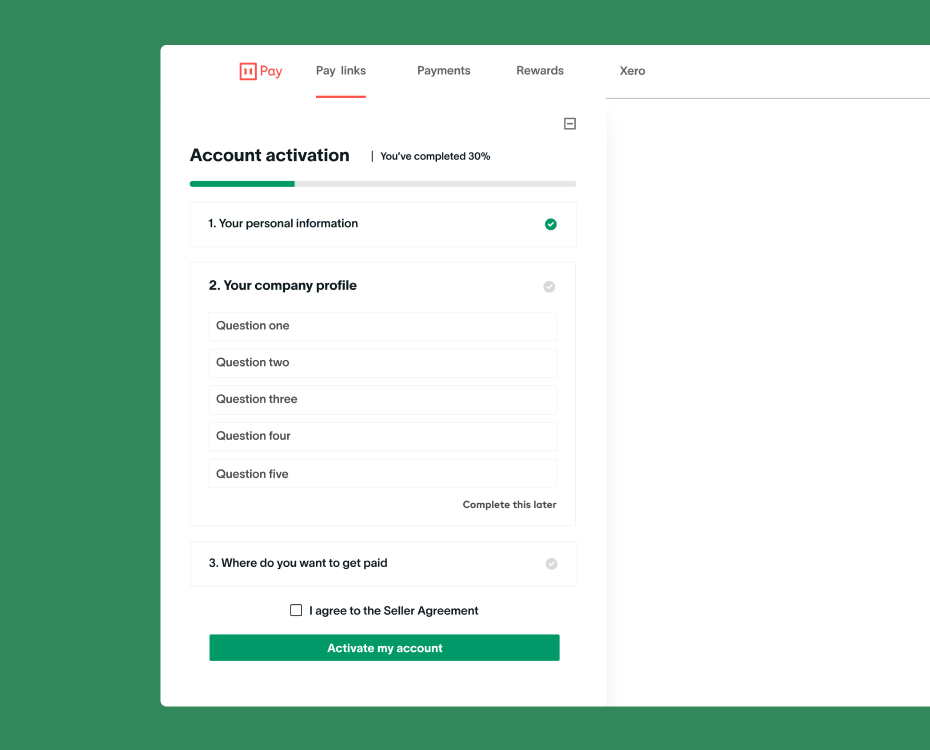 Pay
Pay links
Payments
Rewards
Xero
Account activation | You've completed 30%
1. Your personal information
2. Your company profile
Question one
Question two
Question three
Question four
Question five
Complete this later
3. Where do you want to get paid
I agree to the Seller Agreement
Activate my account